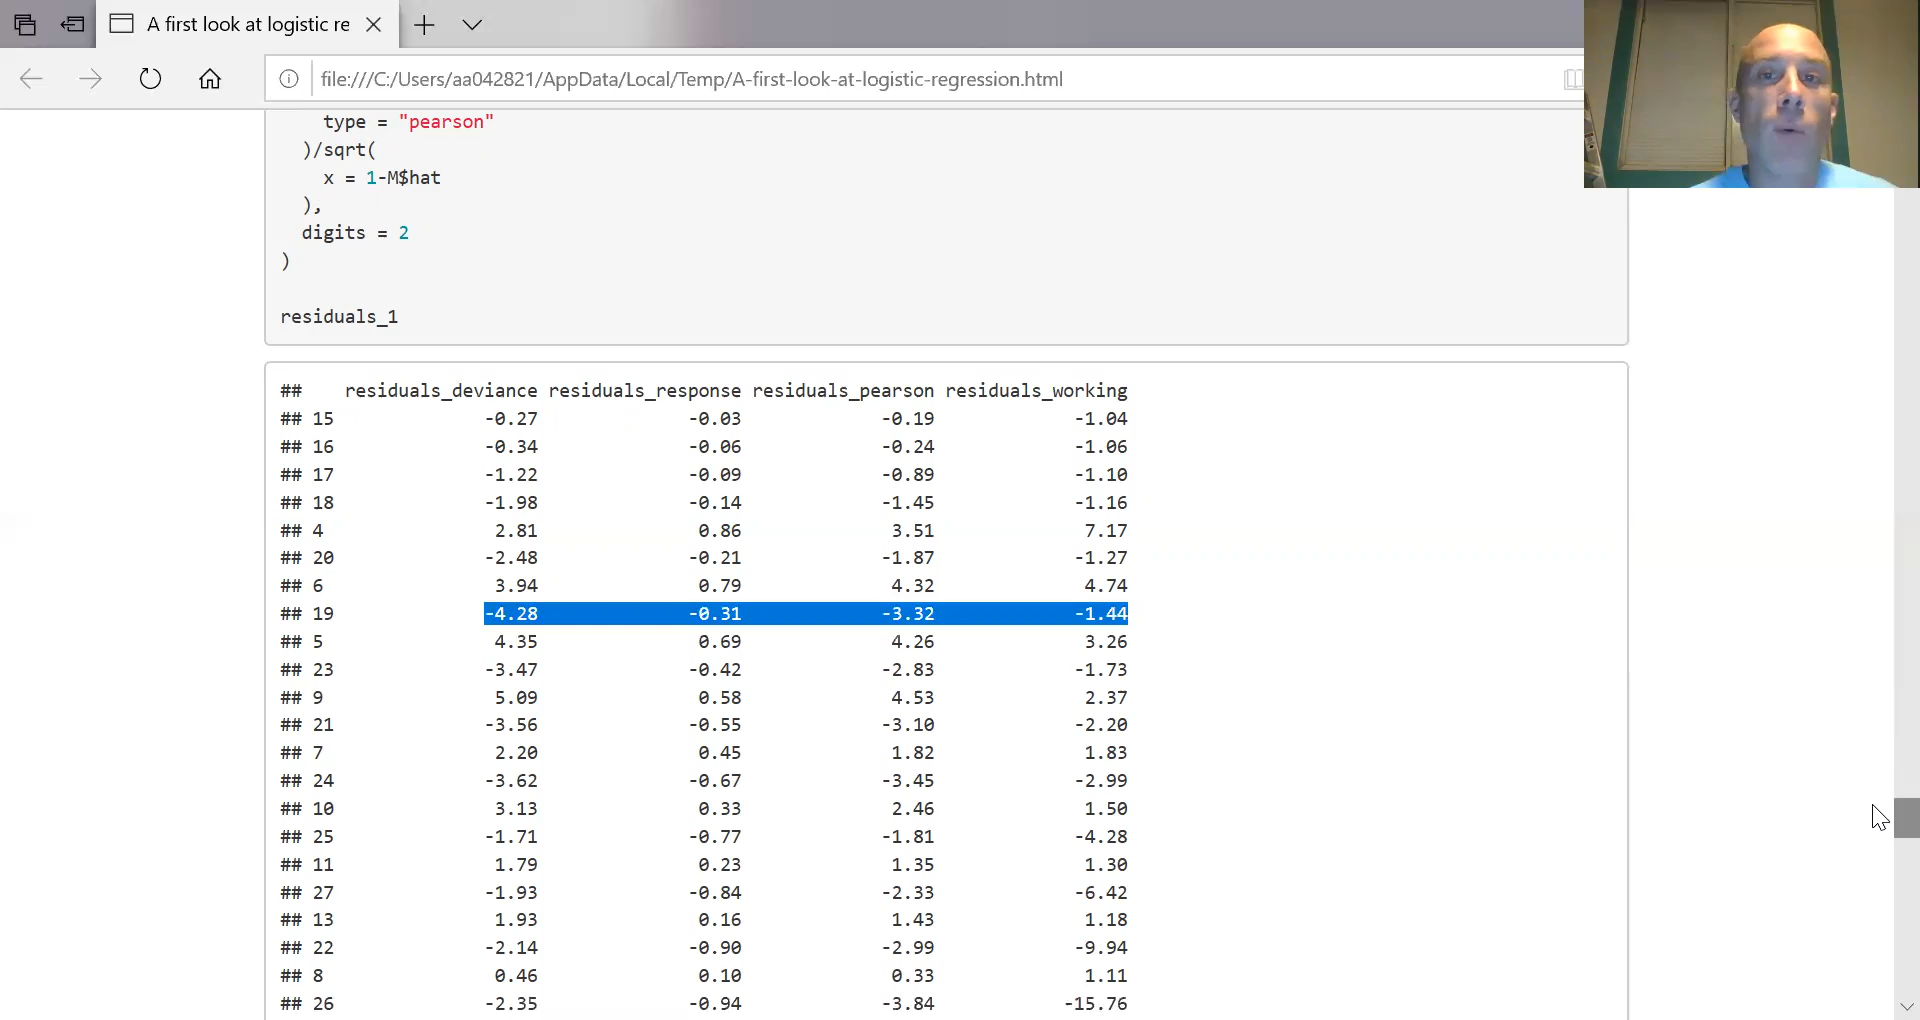 A first look at logistic re
file:///C:/Users/aa042821/AppData/Local/Temp/A-first-look-at-logistic-regression.html
type = "pearson"
)/sqrt(
x = 1-M$hat
),
digits = 2
)
residuals_1
## residuals_deviance residuals_response residuals_pearson residuals_working
## 15 -0.27 -0.03 -0.19 -1.04
## 16 -0.34 -0.06 -0.24 -1.06
## 17 -1.22 -0.09 -0.89 -1.10
## 18 -1.98 -0.14 -1.45 -1.16
## 4 2.81 0.86 3.51 7.17
## 20 -2.48 -0.21 -1.87 -1.27
## 6 3.94 0.79 4.32 4.74
## 19 -4.28 -0.31 -3.32 -1.44
## 5 4.35 0.69 4.26 3.26
## 23 -3.47 -0.42 -2.83 -1.73
## 9 5.09 0.58 4.53 2.37
## 21 -3.56 -0.55 -3.10 -2.20
## 7 2.20 0.45 1.82 1.83
## 24 -3.62 -0.67 -3.45 -2.99
## 10 3.13 0.33 2.46 1.50
## 25 -1.71 -0.77 -1.81 -4.28
## 11 1.79 0.23 1.35 1.30
## 27 -1.93 -0.84 -2.33 -6.42
## 13 1.93 0.16 1.43 1.18
## 22 -2.14 -0.90 -2.99 -9.94
## 8 0.46 0.10 0.33 1.11
## 26 -2.35 -0.94 -3.84 -15.76